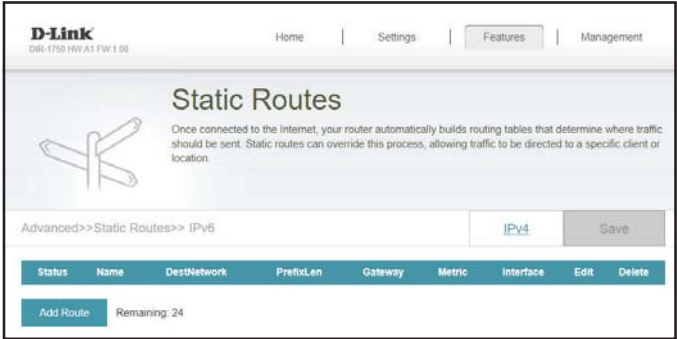 D-Link
DIR-1750 HW:A1 FW:1.00
Home | Settings | Features | Management
Static Routes
Once connected to the Internet, your router automatically builds routing tables that determine where traffic
should be sent. Static routes can override this process, allowing traffic to be directed to a specific client or
location.
Advanced>>Static Routes>> IPv6 IPv4 Save
Status Name DestNetwork PrefixLen Gateway Metric Interface Edit Delete
Add Route Remaining: 24